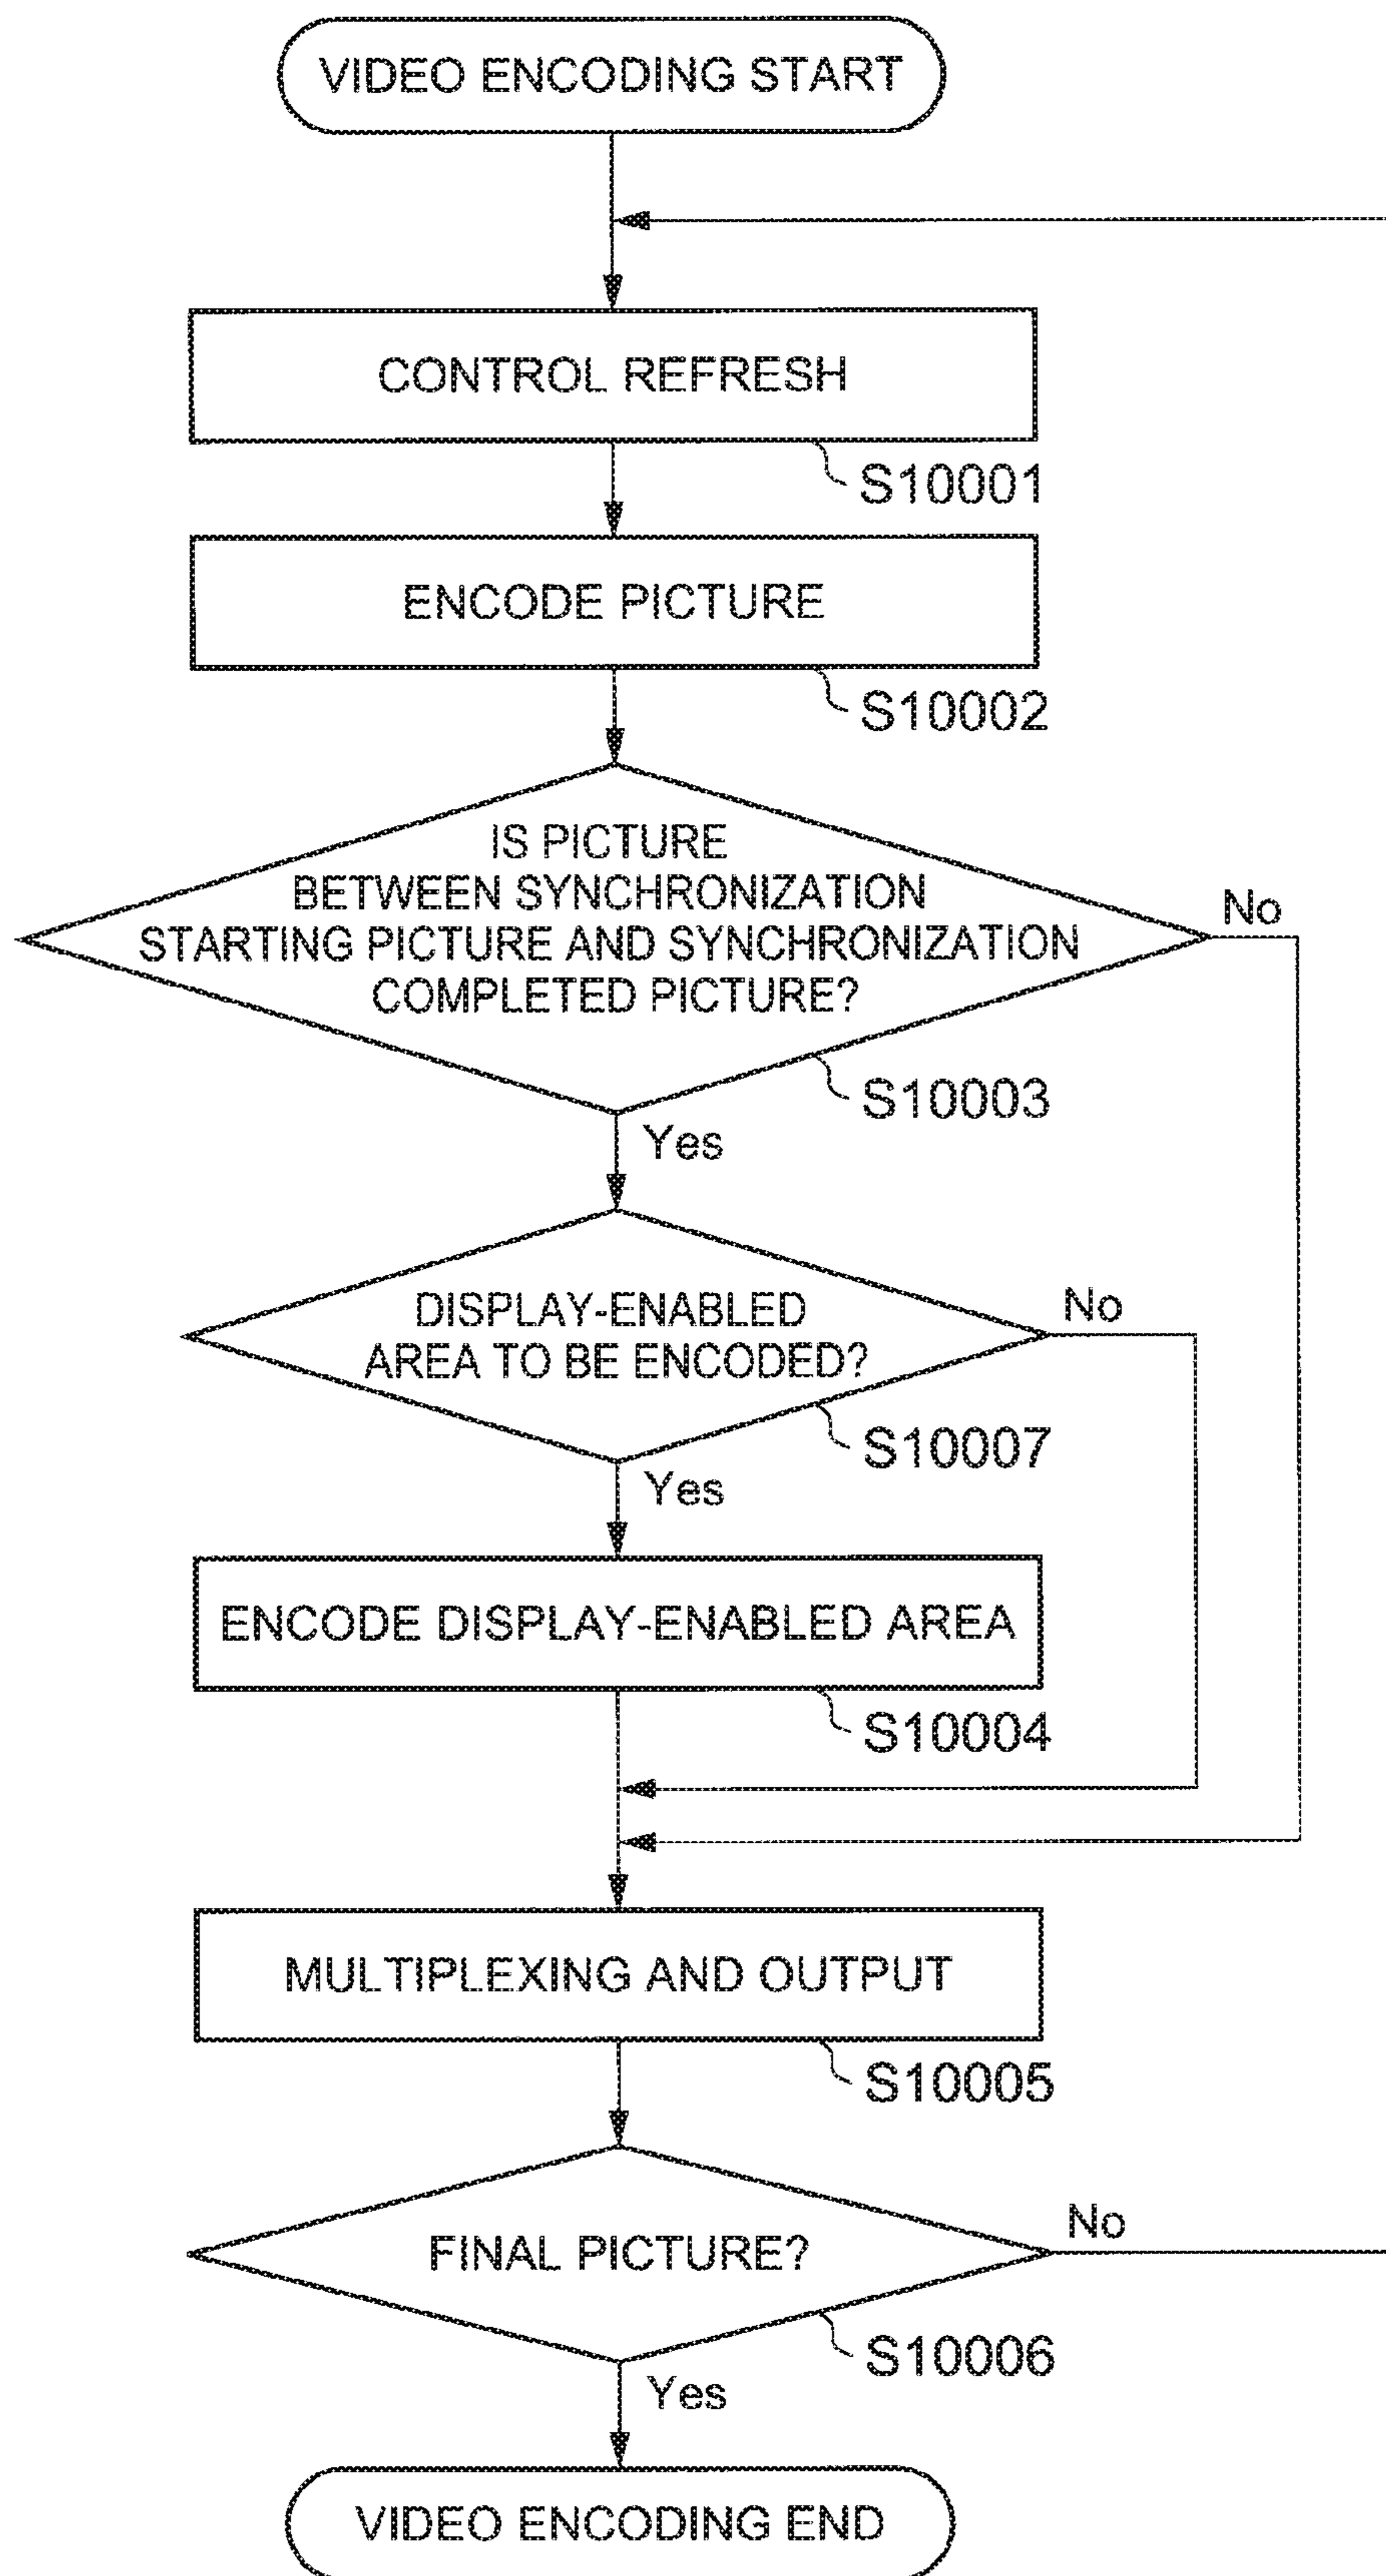 VIDEO ENCODING START
CONTROL REFRESH
S10001
ENCODE PICTURE
S10002
IS PICTURE
BETWEEN SYNCHRONIZATION
STARTING PICTURE AND SYNCHRONIZATION
COMPLETED PICTURE?
No
S10003
Yes
DISPLAY-ENABLED
AREA TO BE ENCODED?
No
S10007
Yes
ENCODE DISPLAY-ENABLED AREA
S10004
MULTIPLEXING AND OUTPUT
S10005
FINAL PICTURE?
No
S10006
Yes
VIDEO ENCODING END